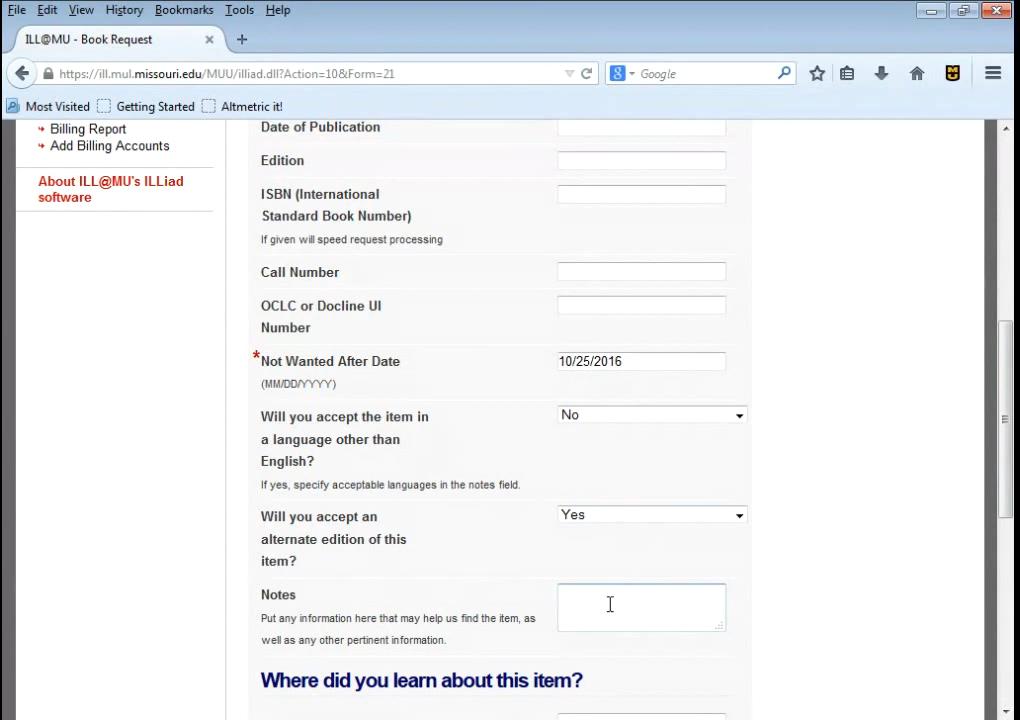 File Edit View History Bookmarks Tools Help
ILL@MU - Book Request
https://ill.mul.missouri.edu/MUU/illiad.dll?Action=10&Form=21
8 Google
Most Visited Getting Started Altmetric it!
Billing Report
Add Billing Accounts
About ILL@MU's ILLiad
software
Date of Publication
Edition
ISBN (International
Standard Book Number)
If given will speed request processing
Call Number
OCLC or Docline UI
Number
*Not Wanted After Date
10/25/2016
(MM/DD/YYYY)
Will you accept the item in
a language other than
English?
No
If yes, specify acceptable languages in the notes field.
Will you accept an
alternate edition of this
item?
Yes
Notes
Put any information here that may help us find the item, as
well as any other pertinent information.
Where did you learn about this item?